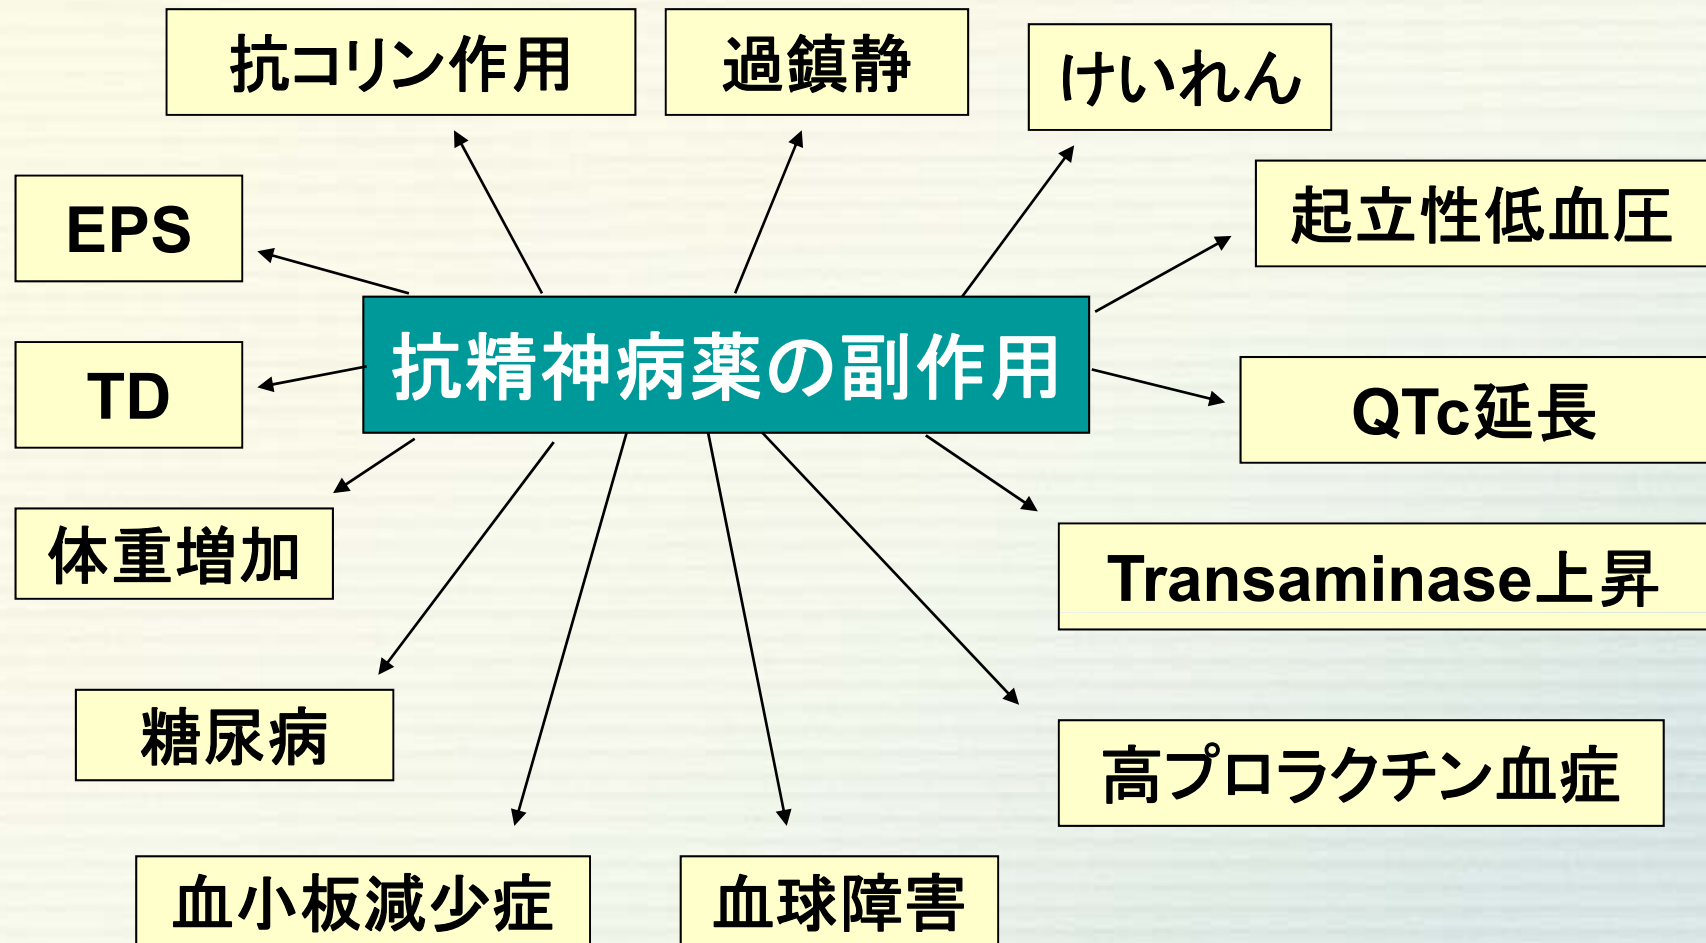 抗コリン作用
過鎮静
けいれん
EPS
起立性低血圧
抗精神病薬の副作用
TD
QTc延長
体重増加
Transaminase上昇
糖尿病
高プロラクチン血症
血小板減少症
血球障害